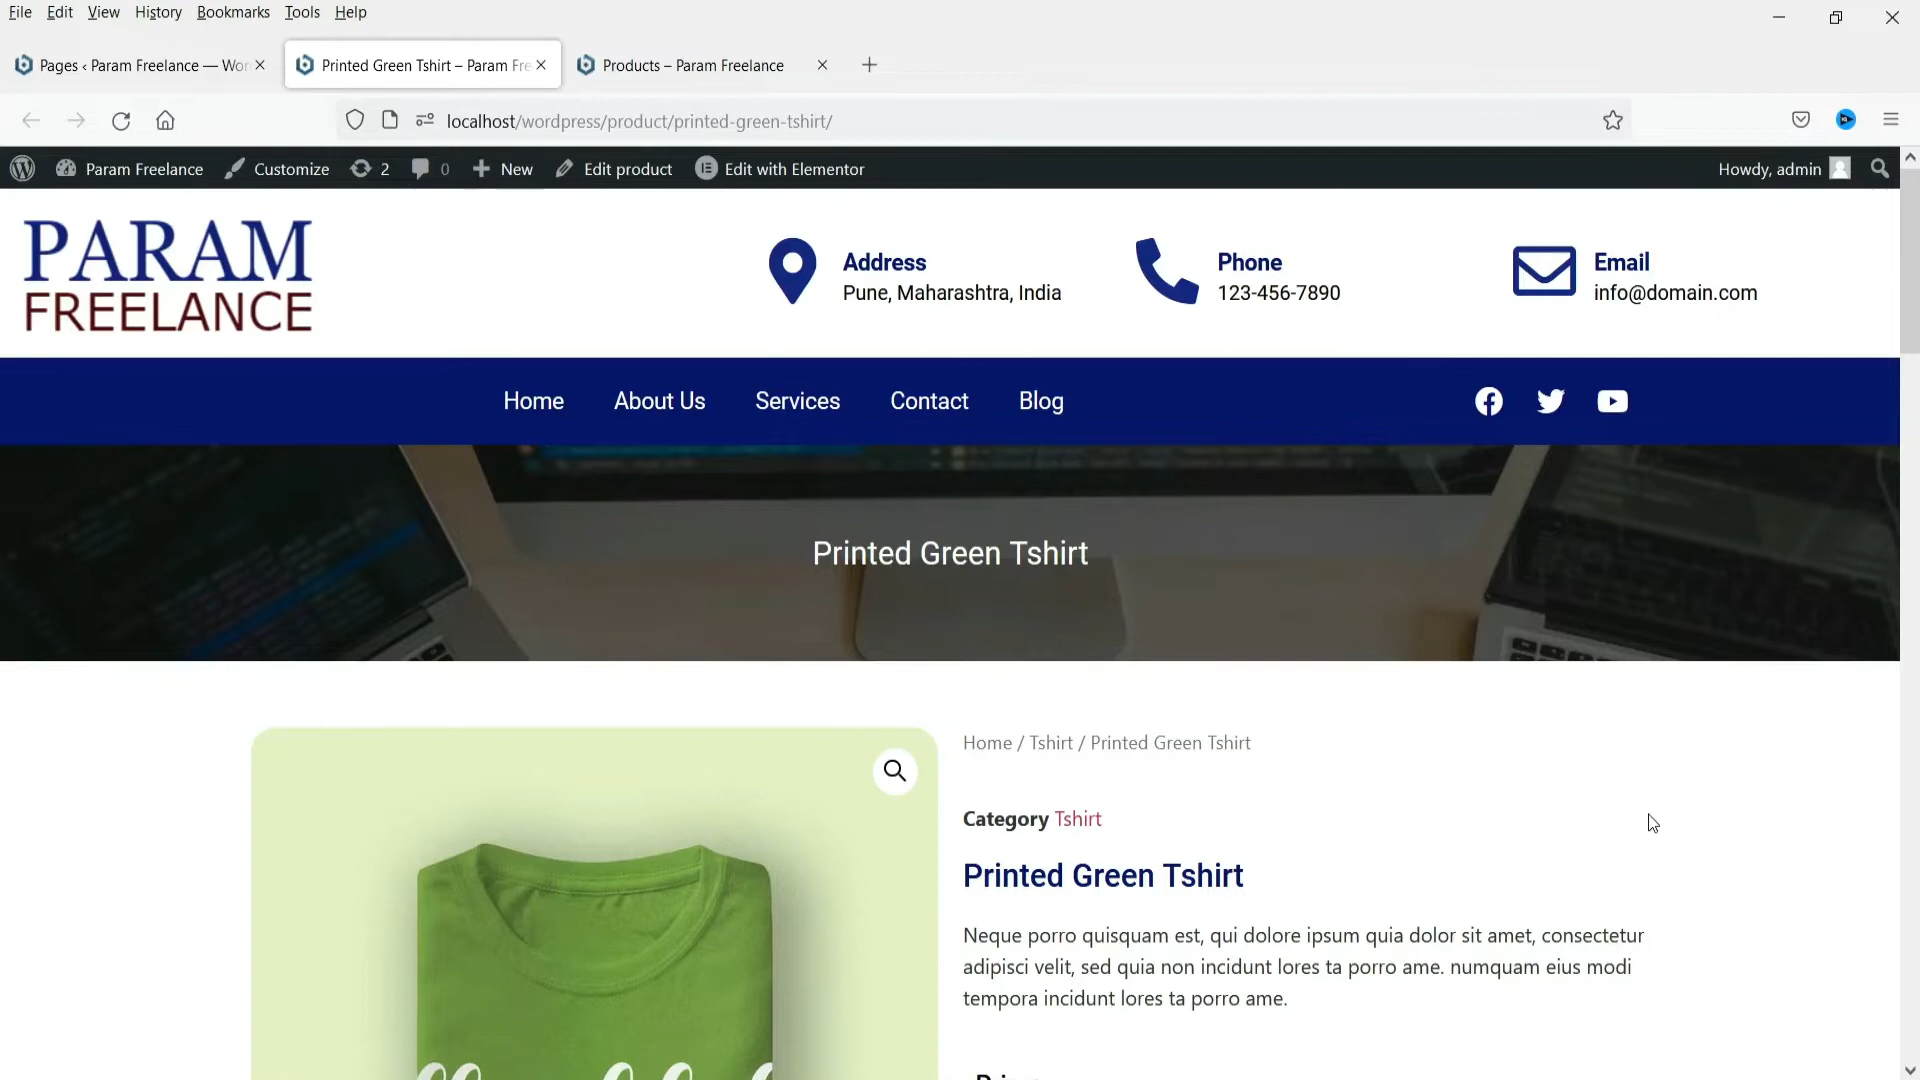 File Edit View History Bookmarks Tools Help
Pages ‹ Param Freelance — Wor
Printed Green Tshirt – Param Fre
Products – Param Freelance
localhost/wordpress/product/printed-green-tshirt/
Param Freelance Customize 2 0 New Edit product Edit with Elementor Howdy, admin
PARAM
FREELANCE
Address
Pune, Maharashtra, India
Phone
123-456-7890
Email
info@domain.com
Home About Us Services Contact Blog
Printed Green Tshirt
Home / Tshirt / Printed Green Tshirt
Category Tshirt
Printed Green Tshirt
Neque porro quisquam est, qui dolore ipsum quia dolor sit amet, consectetur
adipisci velit, sed quia non incidunt lores ta porro ame. numquam eius modi
tempora incidunt lores ta porro ame.